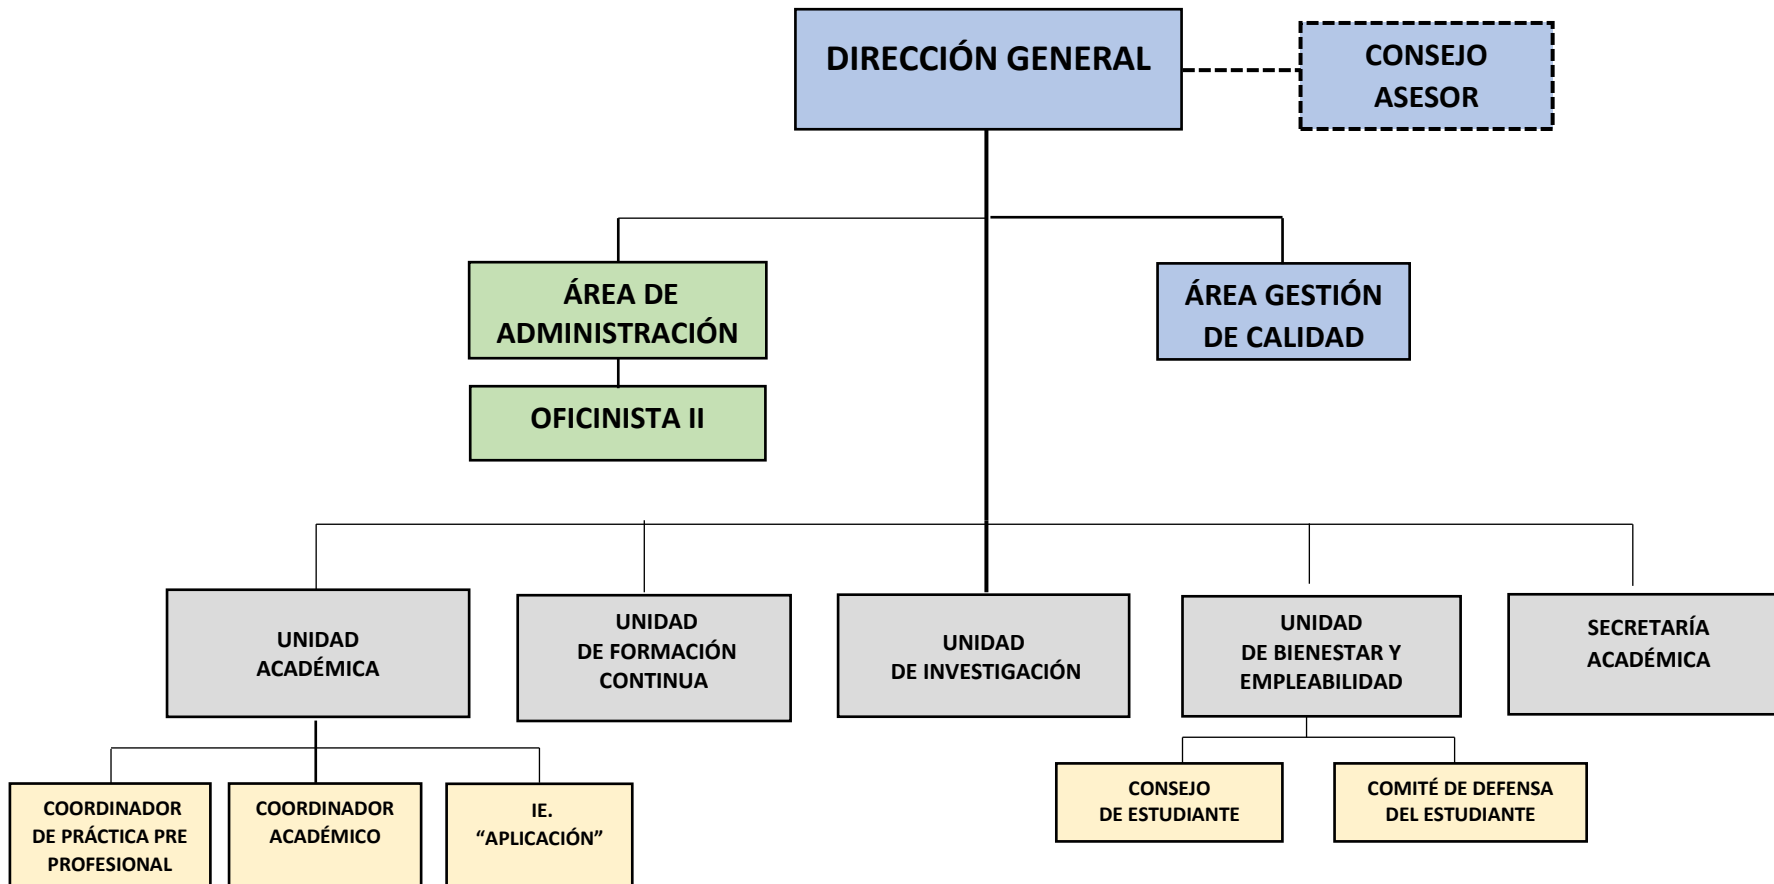 DIRECCIÓN GENERAL
CONSEJO
ASESOR
ÁREA DE
ADMINISTRACIÓN
ÁREA GESTIÓN
DE CALIDAD
OFICINISTA II
UNIDAD
ACADÉMICA
UNIDAD
DE FORMACIÓN
CONTINUA
UNIDAD
DE INVESTIGACIÓN
UNIDAD
DE BIENESTAR Y
EMPLEABILIDAD
SECRETARÍA
ACADÉMICA
COORDINADOR
DE PRÁCTICA PRE
PROFESIONAL
COORDINADOR
ACADÉMICO
IE.
“APLICACIÓN”
CONSEJO
DE ESTUDIANTE
COMITÉ DE DEFENSA
DEL ESTUDIANTE